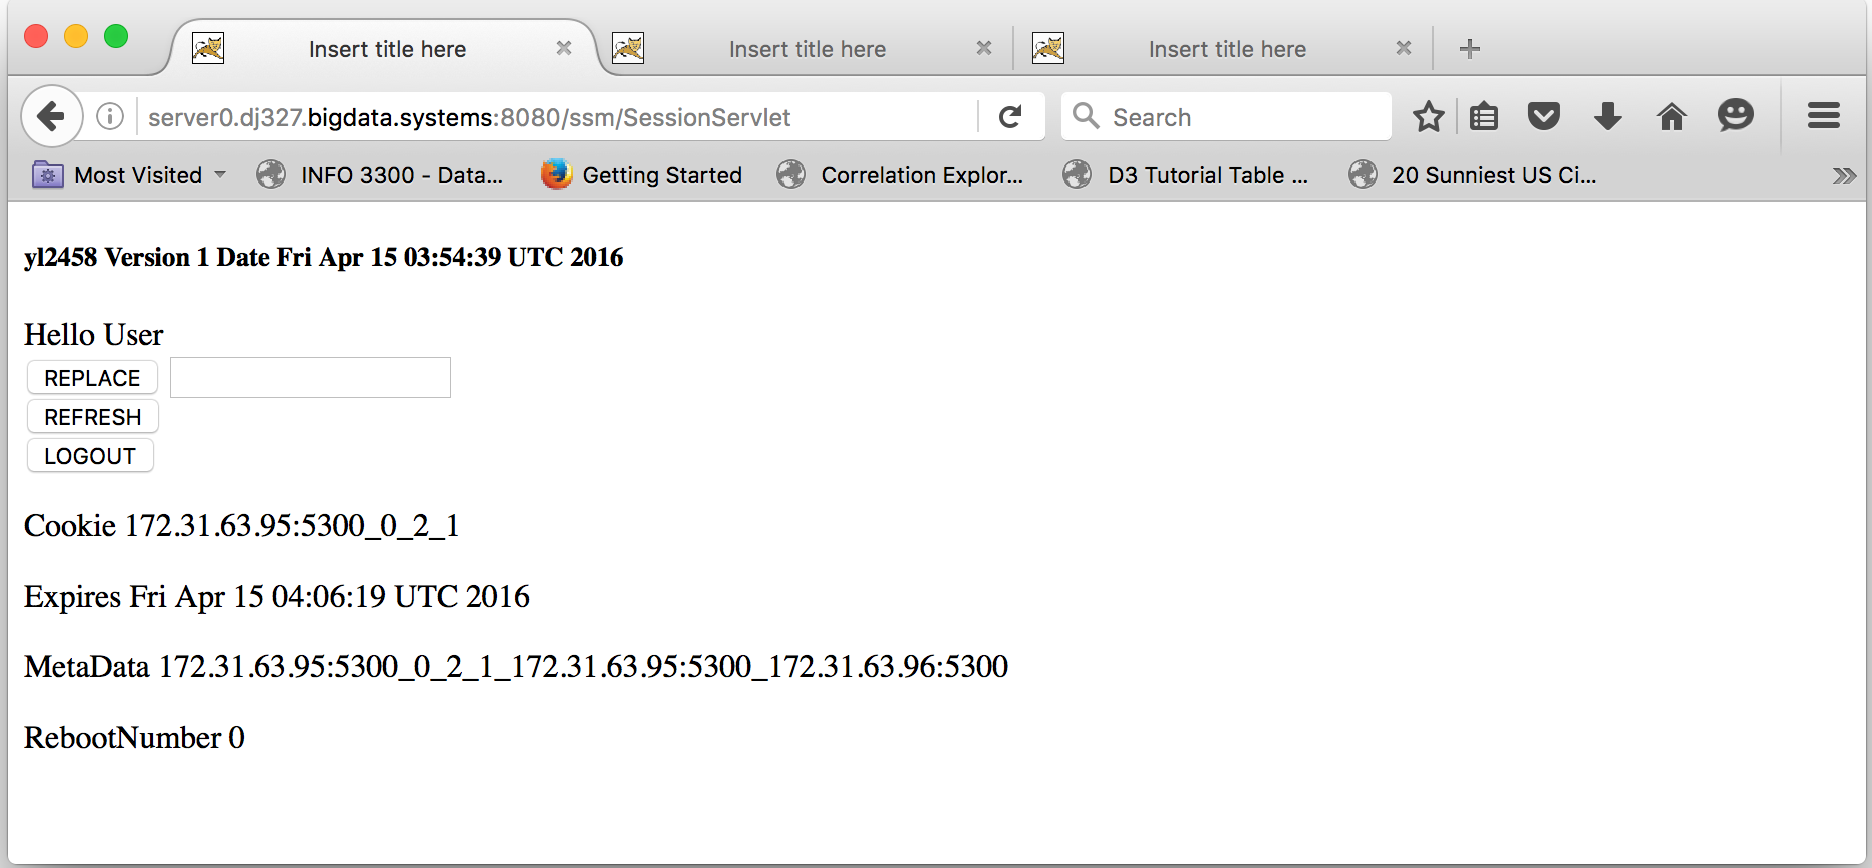 Insert title here
Insert title here
Insert title here
server0.dj327.bigdata.systems:8080/ssm/SessionServlet
Search
Most Visited
INFO 3300 - Data...
Getting Started
Correlation Explor...
D3 Tutorial Table ...
20 Sunniest US Ci...
yl2458 Version 1 Date Fri Apr 15 03:54:39 UTC 2016
Hello User
REPLACE
REFRESH
LOGOUT
Cookie 172.31.63.95:5300_0_2_1
Expires Fri Apr 15 04:06:19 UTC 2016
MetaData 172.31.63.95:5300_0_2_1_172.31.63.95:5300_172.31.63.96:5300
RebootNumber 0